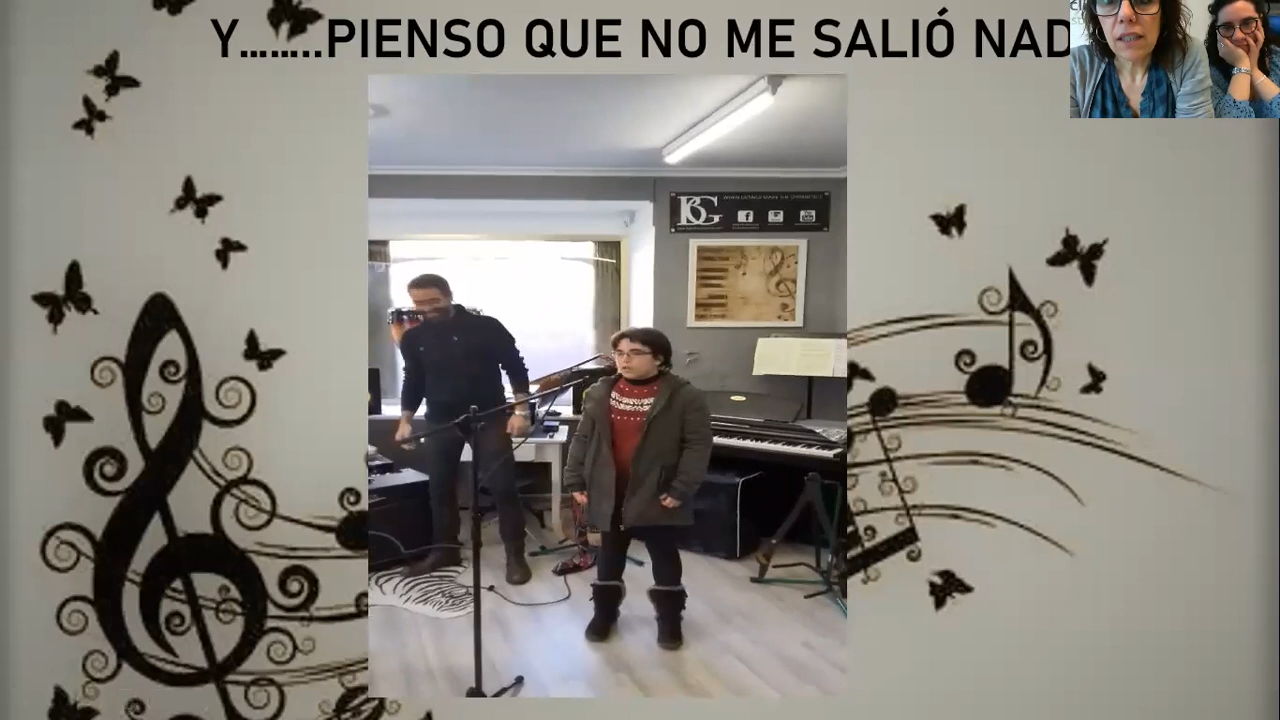 Y........PIENSO QUE NO ME SALIÓ NAD
BG